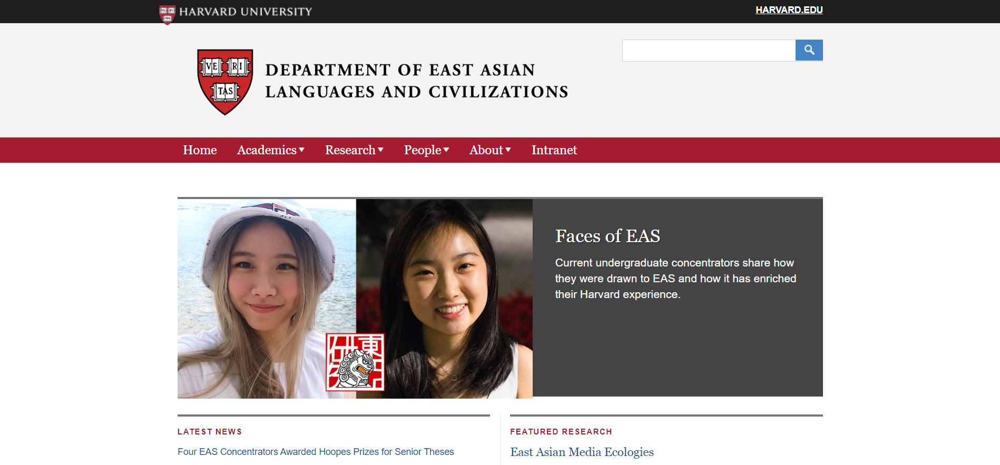 HARVARD UNIVERSITY
HARVARD.EDU
VE RI
TAS
DEPARTMENT OF EAST ASIAN
LANGUAGES AND CIVILIZATIONS
Home Academics Research People About Intranet
Faces of EAS
Current undergraduate concentrators share how
they were drawn to EAS and how it has enriched
their Harvard experience.
東
LATEST NEWS
Four EAS Concentrators Awarded Hoopes Prizes for Senior Theses
FEATURED RESEARCH
East Asian Media Ecologies